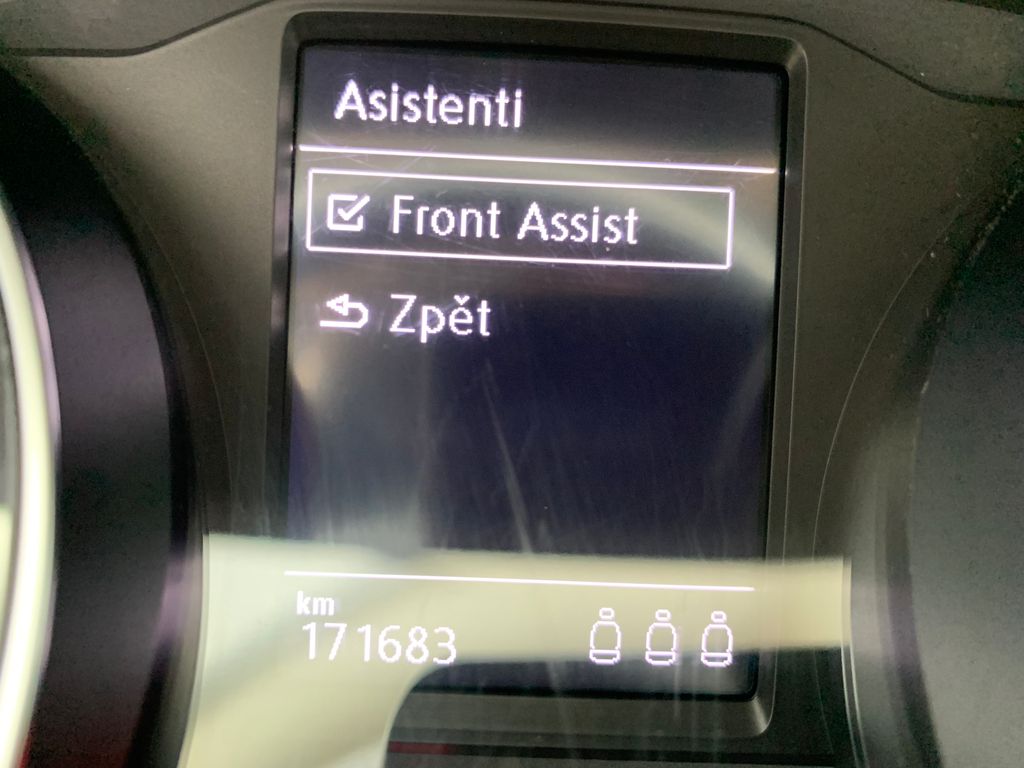 Asistenti
Front Assist
Zpět
km
171683